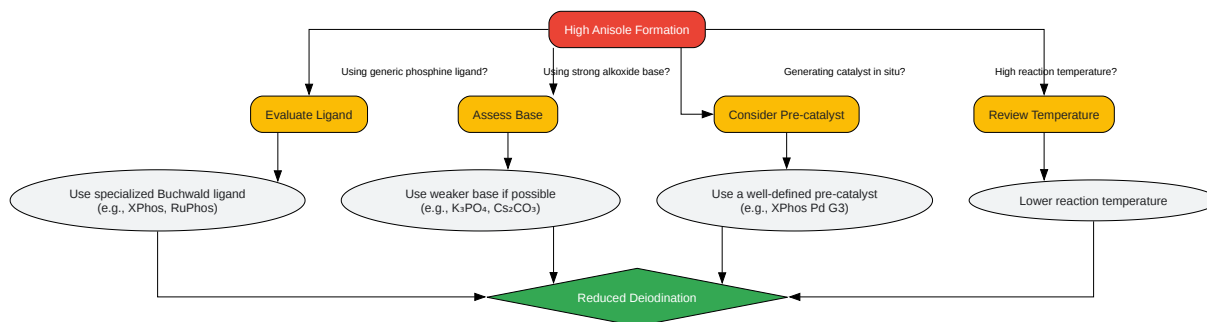 High Anisole Formation
Using generic phosphine ligand?
Using strong alkoxide base?
Generating catalyst in situ?
High reaction temperature?
Evaluate Ligand
Assess Base
Consider Pre-catalyst
Review Temperature
Use specialized Buchwald ligand
(e.g., XPhos, RuPhos)
Use weaker base if possible
(e.g., K₃PO₄, Cs₂CO₃)
Use a well-defined pre-catalyst
(e.g., XPhos Pd G3)
Lower reaction temperature
Reduced Deiodination